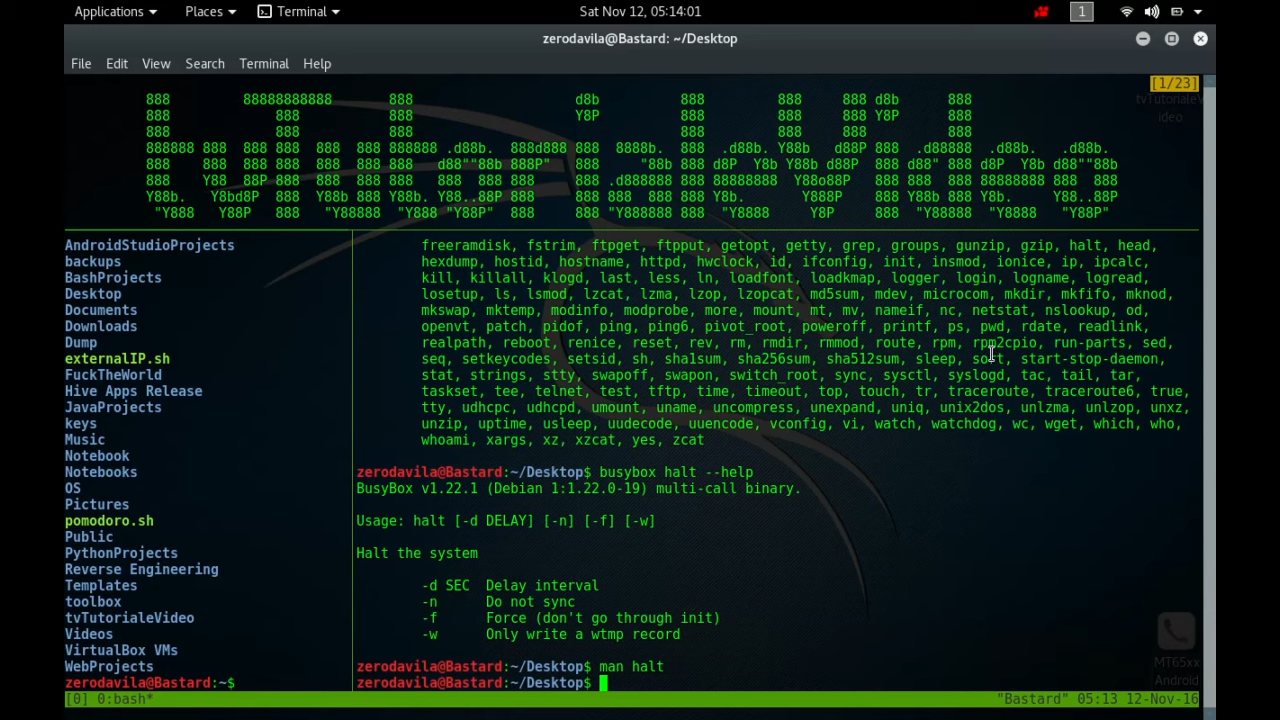 Applications Places Terminal Sat Nov 12, 05:14:01 1
zerodavila@Bastard: ~/Desktop
File Edit View Search Terminal Help
[1/23]
tvTutorialeVideo
AndroidStudioProjects
backups
BashProjects
Desktop
Documents
Downloads
Dump
externalIP.sh
FuckTheWorld
Hive Apps Release
JavaProjects
keys
Music
Notebook
Notebooks
OS
Pictures
pomodoro.sh
Public
PythonProjects
Reverse Engineering
Templates
toolbox
tvTutorialeVideo
Videos
VirtualBox VMs
WebProjects
zerodavila@Bastard:~$
freeramdisk, fstrim, ftpget, ftpput, getopt, getty, grep, groups, gunzip, gzip, halt, head,
hexdump, hostid, hostname, httpd, hwclock, id, ifconfig, init, insmod, ionice, ip, ipcalc,
kill, killall, klogd, last, less, ln, loadfont, loadkmap, logger, login, logname, logread,
losetup, ls, lsmod, lzcat, lzma, lzop, lzopcat, md5sum, mdev, microcom, mkdir, mkfifo, mknod,
mkswap, mktemp, modinfo, modprobe, more, mount, mt, mv, nameif, nc, netstat, nslookup, od,
openvt, patch, pidof, ping, ping6, pivot_root, poweroff, printf, ps, pwd, rdate, readlink,
realpath, reboot, renice, reset, rev, rm, rmdir, rmmod, route, rpm, rpm2cpio, run-parts, sed,
seq, setkeycodes, setsid, sh, sha1sum, sha256sum, sha512sum, sleep, sort, start-stop-daemon,
stat, strings, stty, swapoff, swapon, switch_root, sync, sysctl, syslogd, tac, tail, tar,
taskset, tee, telnet, test, tftp, time, timeout, top, touch, tr, traceroute, traceroute6, true,
tty, udhcpc, udhcpd, umount, uname, uncompress, unexpand, uniq, unix2dos, unlzma, unlzop, unxz,
unzip, uptime, usleep, uudecode, uuencode, vconfig, vi, watch, watchdog, wc, wget, which, who,
whoami, xargs, xz, xzcat, yes, zcat
zerodavila@Bastard:~/Desktop$ busybox halt --help
BusyBox v1.22.1 (Debian 1:1.22.0-19) multi-call binary.
Usage: halt [-d DELAY] [-n] [-f] [-w]
Halt the system
-d SEC Delay interval
-n Do not sync
-f Force (don't go through init)
-w Only write a wtmp record
zerodavila@Bastard:~/Desktop$ man halt
zerodavila@Bastard:~/Desktop$
MT65xx
Android
[0] 0:bash* "Bastard" 05:13 12-Nov-16